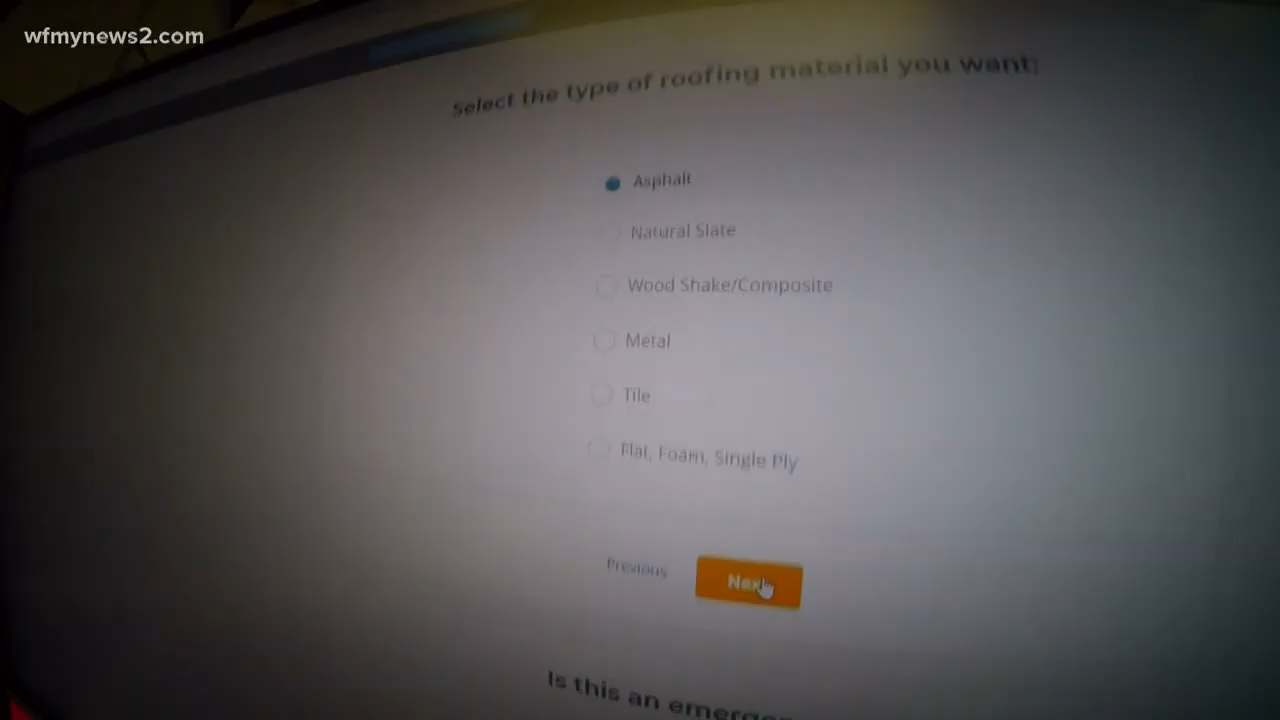 wfmynews2.com
Select the type of roofing material you want:
Asphalt
Natural Slate
Wood Shake/Composite
Metal
Tile
Flat, Foam, Single Ply
Previous
Next
Is this an